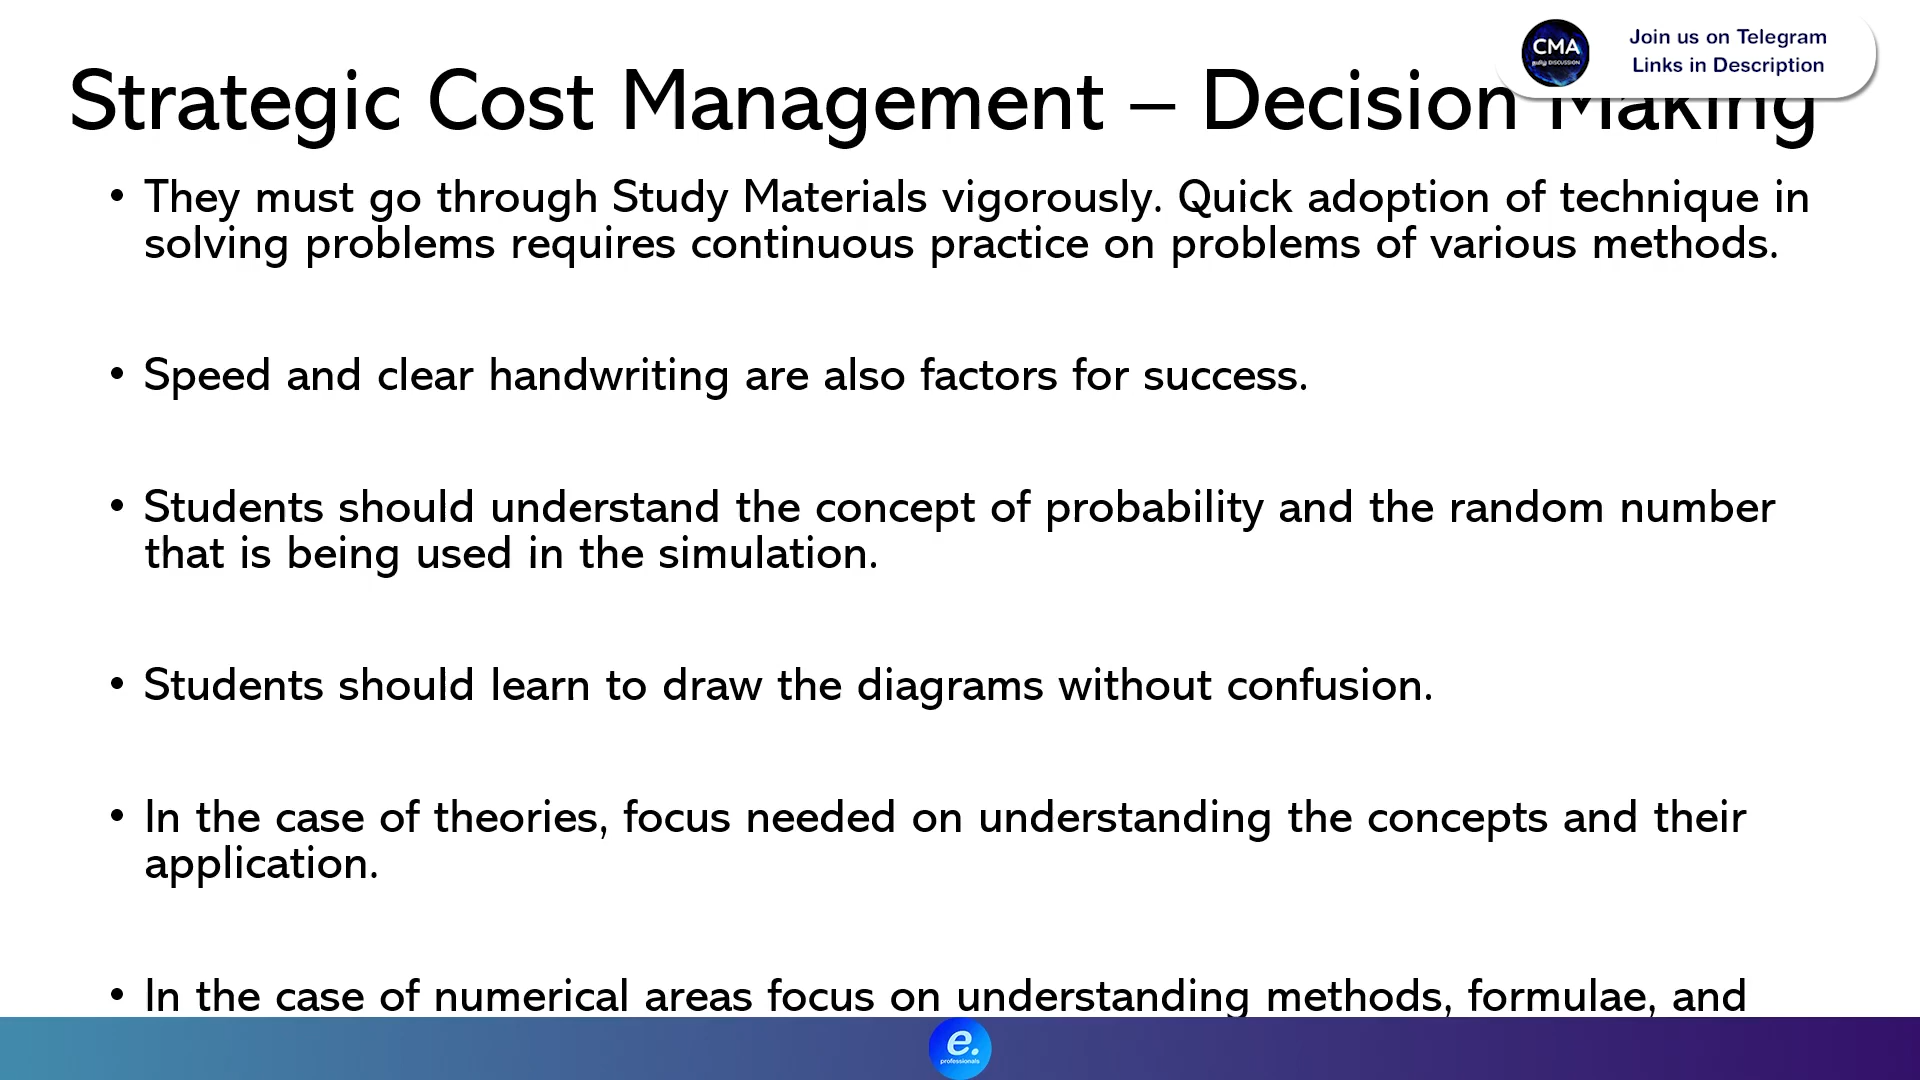 CMA
தமிழ் DISCUSSION
Join us on Telegram
Links in Description
Strategic Cost Management – Decision Making
• They must go through Study Materials vigorously. Quick adoption of technique in
solving problems requires continuous practice on problems of various methods.
• Speed and clear handwriting are also factors for success.
• Students should understand the concept of probability and the random number
that is being used in the simulation.
• Students should learn to draw the diagrams without confusion.
• In the case of theories, focus needed on understanding the concepts and their
application.
• In the case of numerical areas focus on understanding methods, formulae, and
e.
professionals